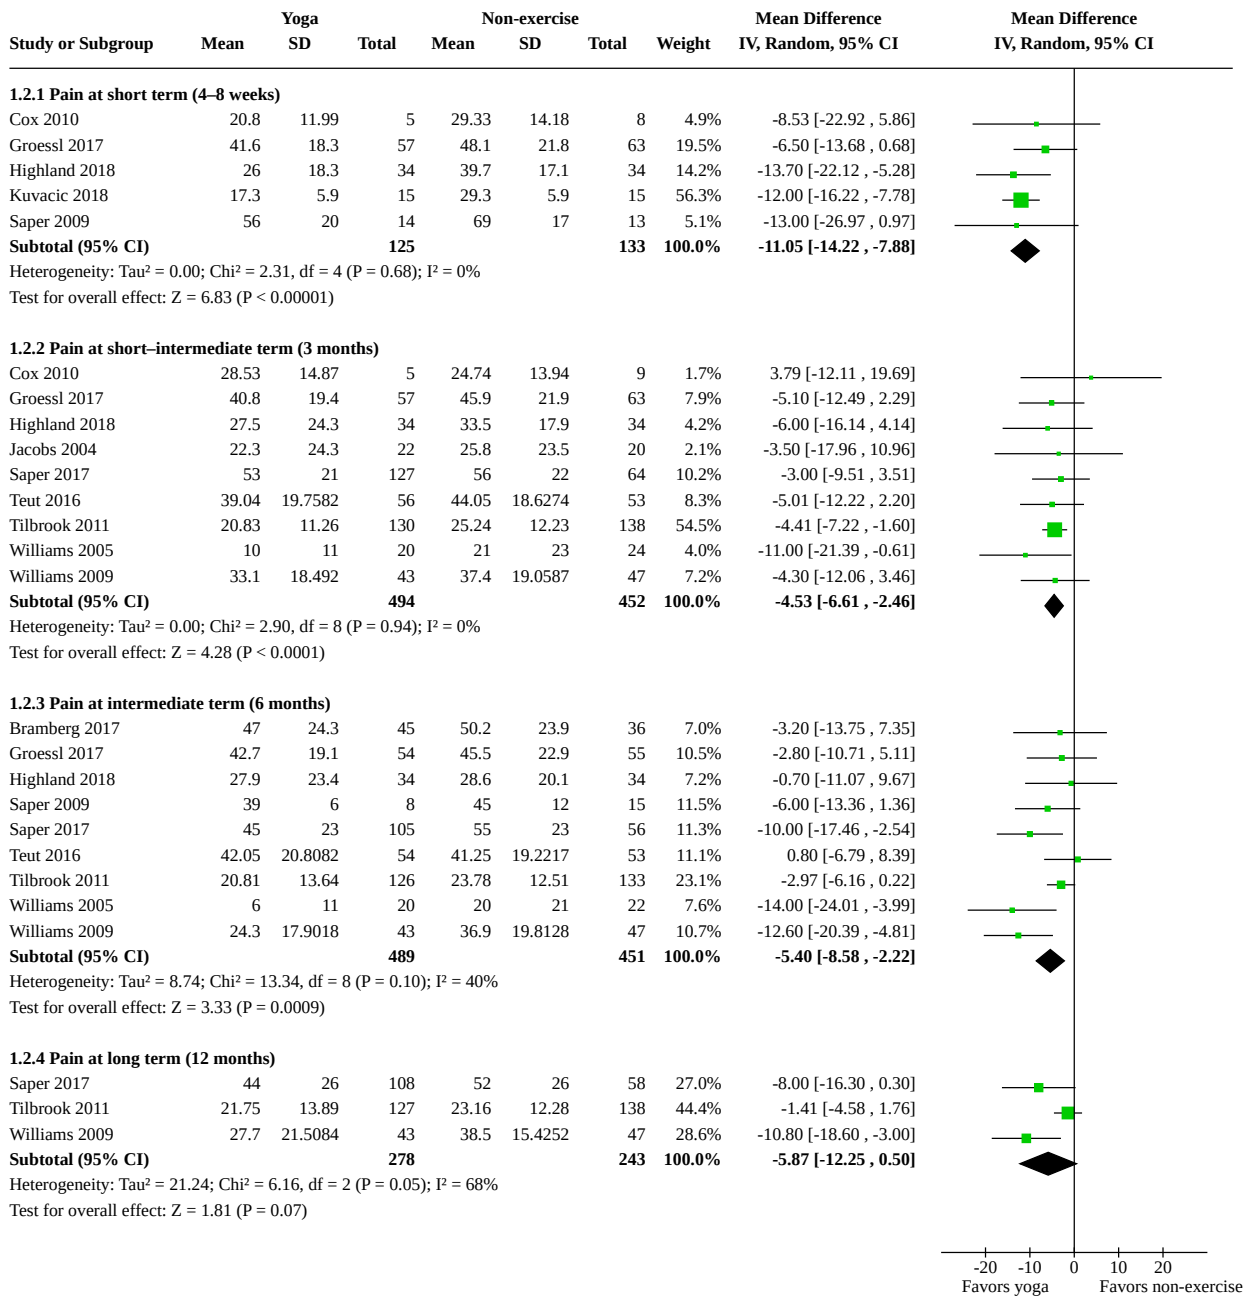 Yoga Non-exercise Mean Difference Mean Difference
Study or Subgroup Mean SD Total Mean SD Total Weight IV, Random, 95% CI IV, Random, 95% CI
1.2.1 Pain at short term (4–8 weeks)
Cox 2010 20.8 11.99 5 29.33 14.18 8 4.9% -8.53 [-22.92 , 5.86]
Groessl 2017 41.6 18.3 57 48.1 21.8 63 19.5% -6.50 [-13.68 , 0.68]
Highland 2018 26 18.3 34 39.7 17.1 34 14.2% -13.70 [-22.12 , -5.28]
Kuvacic 2018 17.3 5.9 15 29.3 5.9 15 56.3% -12.00 [-16.22 , -7.78]
Saper 2009 56 20 14 69 17 13 5.1% -13.00 [-26.97 , 0.97]
Subtotal (95% CI) 125 133 100.0% -11.05 [-14.22 , -7.88]
Heterogeneity: Tau² = 0.00; Chi² = 2.31, df = 4 (P = 0.68); I² = 0%
Test for overall effect: Z = 6.83 (P < 0.00001)
1.2.2 Pain at short–intermediate term (3 months)
Cox 2010 28.53 14.87 5 24.74 13.94 9 1.7% 3.79 [-12.11 , 19.69]
Groessl 2017 40.8 19.4 57 45.9 21.9 63 7.9% -5.10 [-12.49 , 2.29]
Highland 2018 27.5 24.3 34 33.5 17.9 34 4.2% -6.00 [-16.14 , 4.14]
Jacobs 2004 22.3 24.3 22 25.8 23.5 20 2.1% -3.50 [-17.96 , 10.96]
Saper 2017 53 21 127 56 22 64 10.2% -3.00 [-9.51 , 3.51]
Teut 2016 39.04 19.7582 56 44.05 18.6274 53 8.3% -5.01 [-12.22 , 2.20]
Tilbrook 2011 20.83 11.26 130 25.24 12.23 138 54.5% -4.41 [-7.22 , -1.60]
Williams 2005 10 11 20 21 23 24 4.0% -11.00 [-21.39 , -0.61]
Williams 2009 33.1 18.492 43 37.4 19.0587 47 7.2% -4.30 [-12.06 , 3.46]
Subtotal (95% CI) 494 452 100.0% -4.53 [-6.61 , -2.46]
Heterogeneity: Tau² = 0.00; Chi² = 2.90, df = 8 (P = 0.94); I² = 0%
Test for overall effect: Z = 4.28 (P < 0.0001)
1.2.3 Pain at intermediate term (6 months)
Bramberg 2017 47 24.3 45 50.2 23.9 36 7.0% -3.20 [-13.75 , 7.35]
Groessl 2017 42.7 19.1 54 45.5 22.9 55 10.5% -2.80 [-10.71 , 5.11]
Highland 2018 27.9 23.4 34 28.6 20.1 34 7.2% -0.70 [-11.07 , 9.67]
Saper 2009 39 6 8 45 12 15 11.5% -6.00 [-13.36 , 1.36]
Saper 2017 45 23 105 55 23 56 11.3% -10.00 [-17.46 , -2.54]
Teut 2016 42.05 20.8082 54 41.25 19.2217 53 11.1% 0.80 [-6.79 , 8.39]
Tilbrook 2011 20.81 13.64 126 23.78 12.51 133 23.1% -2.97 [-6.16 , 0.22]
Williams 2005 6 11 20 20 21 22 7.6% -14.00 [-24.01 , -3.99]
Williams 2009 24.3 17.9018 43 36.9 19.8128 47 10.7% -12.60 [-20.39 , -4.81]
Subtotal (95% CI) 489 451 100.0% -5.40 [-8.58 , -2.22]
Heterogeneity: Tau² = 8.74; Chi² = 13.34, df = 8 (P = 0.10); I² = 40%
Test for overall effect: Z = 3.33 (P = 0.0009)
1.2.4 Pain at long term (12 months)
Saper 2017 44 26 108 52 26 58 27.0% -8.00 [-16.30 , 0.30]
Tilbrook 2011 21.75 13.89 127 23.16 12.28 138 44.4% -1.41 [-4.58 , 1.76]
Williams 2009 27.7 21.5084 43 38.5 15.4252 47 28.6% -10.80 [-18.60 , -3.00]
Subtotal (95% CI) 278 243 100.0% -5.87 [-12.25 , 0.50]
Heterogeneity: Tau² = 21.24; Chi² = 6.16, df = 2 (P = 0.05); I² = 68%
Test for overall effect: Z = 1.81 (P = 0.07)
-20 -10 0 10 20
Favors yoga Favors non-exercise